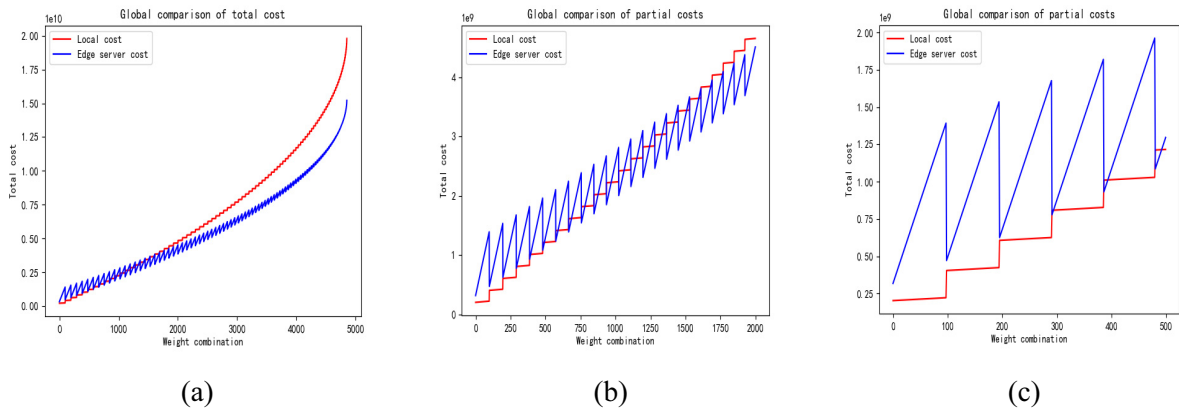 Global comparison of total cost
1e10
Local cost
Edge server cost
2.00
1.75
1.50
1.25
1.00
0.75
0.50
0.25
0.00
Total cost
0 1000 2000 3000 4000 5000
Weight combination
(a)
Global comparison of partial costs
1e9
Local cost
Edge server cost
4
3
2
1
0
Total cost
0 250 500 750 1000 1250 1500 1750 2000
Weight combination
(b)
Global comparison of partial costs
1e9
Local cost
Edge server cost
2.00
1.75
1.50
1.25
1.00
0.75
0.50
0.25
Total cost
0 100 200 300 400 500
Weight combination
(c)